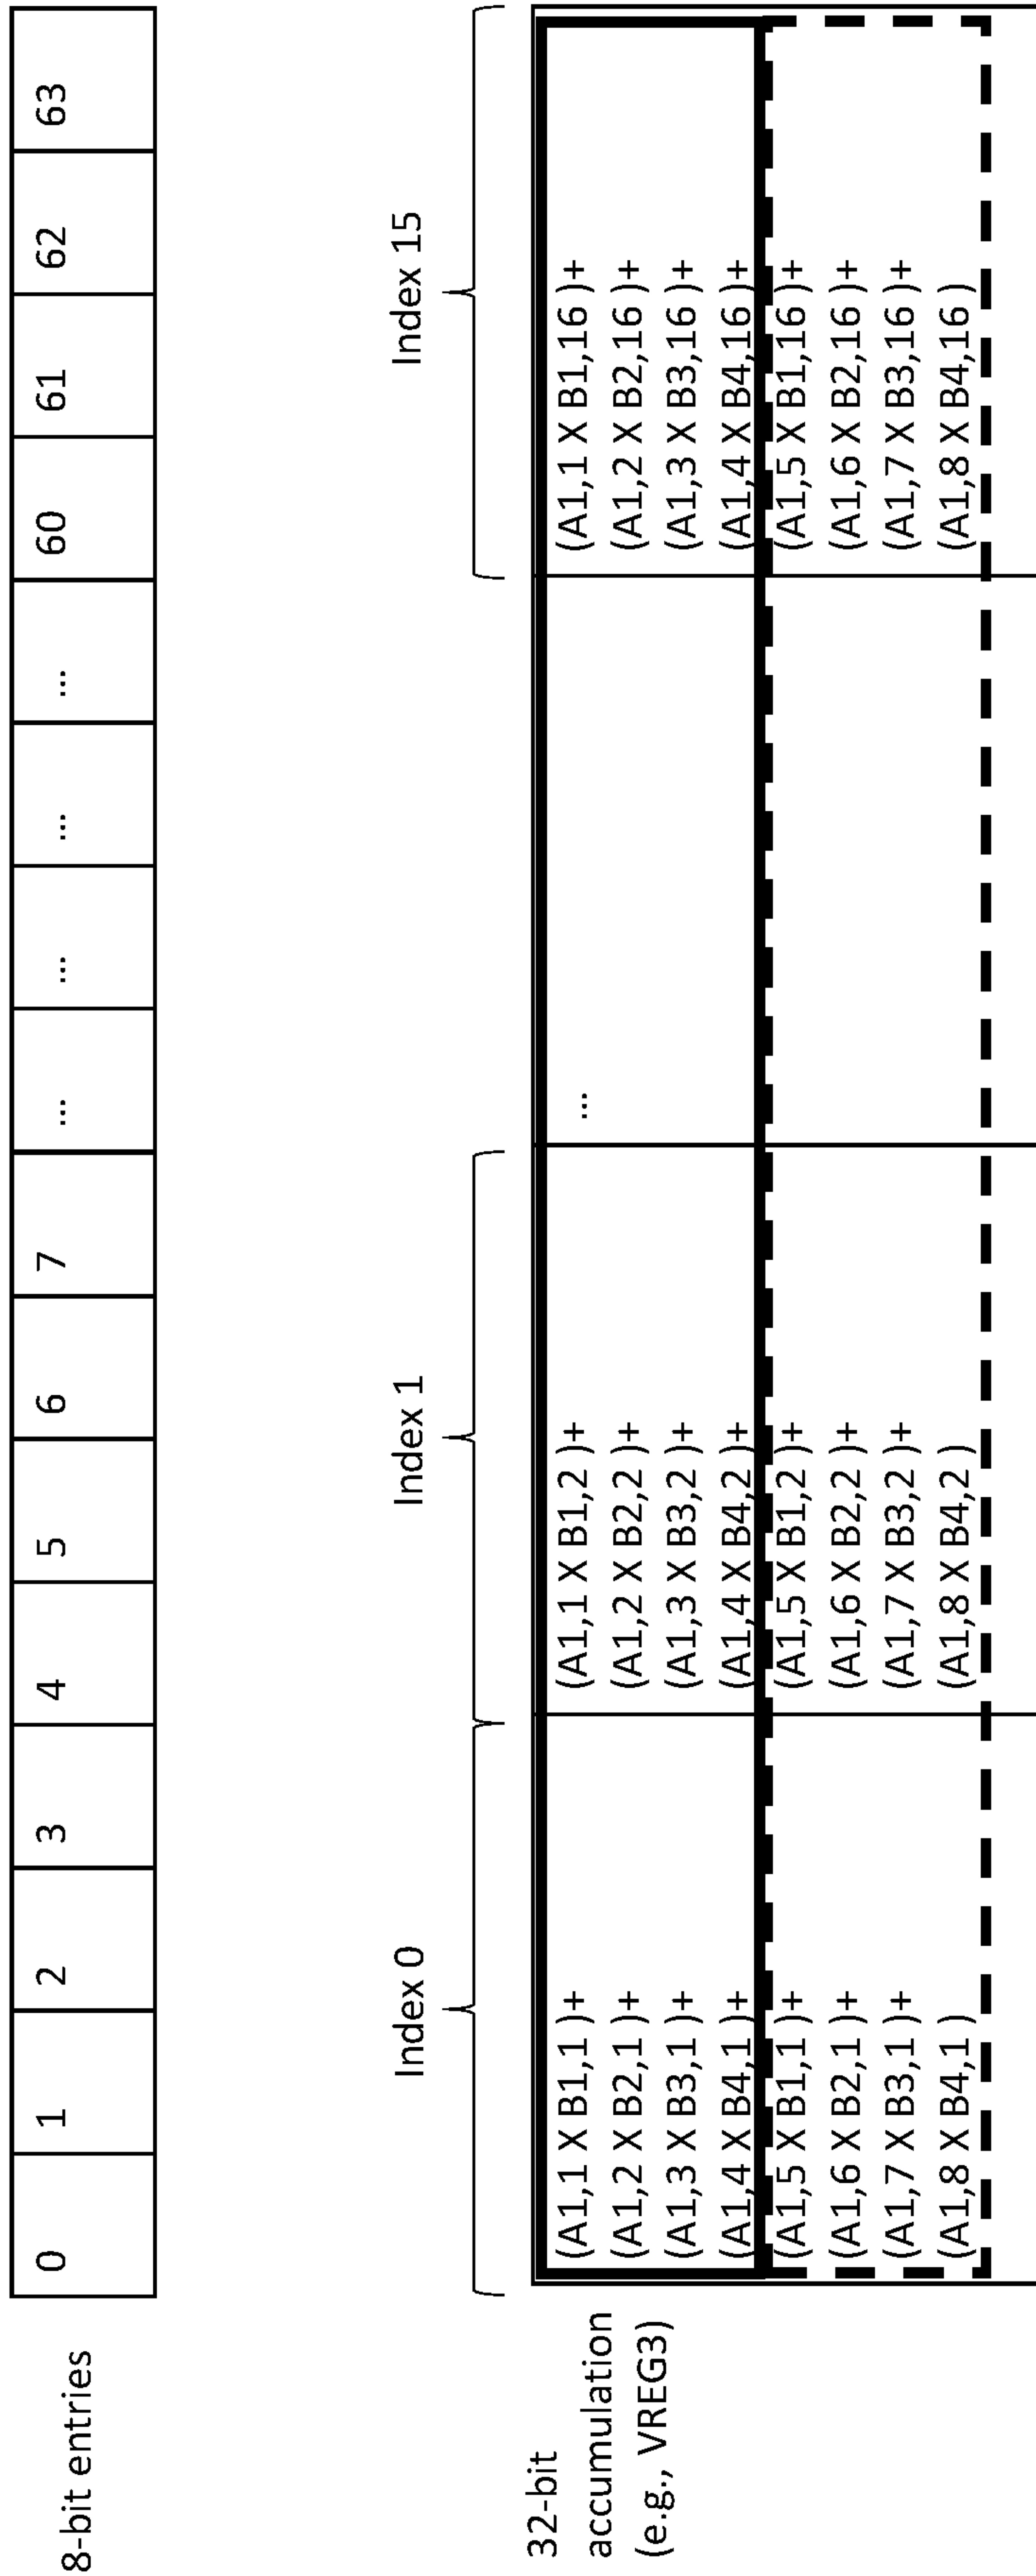 8-bit entries
0 1 2 3 4 5 6 7 ... ... ... ... 60 61 62 63
Index 0
Index 1
Index 15
32-bit
accumulation
(e.g., VREG3)
(A1,1 X B1,1 )+
(A1,2 X B2,1 )+
(A1,3 X B3,1 )+
(A1,4 X B4,1 )+
(A1,5 X B1,1 )+
(A1,6 X B2,1 )+
(A1,7 X B3,1 )+
(A1,8 X B4,1 )
(A1,1 X B1,2 )+
(A1,2 X B2,2 )+
(A1,3 X B3,2 )+
(A1,4 X B4,2 )+
(A1,5 X B1,2 )+
(A1,6 X B2,2 )+
(A1,7 X B3,2 )+
(A1,8 X B4,2 )
...
(A1,1 X B1,16 )+
(A1,2 X B2,16 )+
(A1,3 X B3,16 )+
(A1,4 X B4,16 )+
(A1,5 X B1,16 )+
(A1,6 X B2,16 )+
(A1,7 X B3,16 )+
(A1,8 X B4,16 )